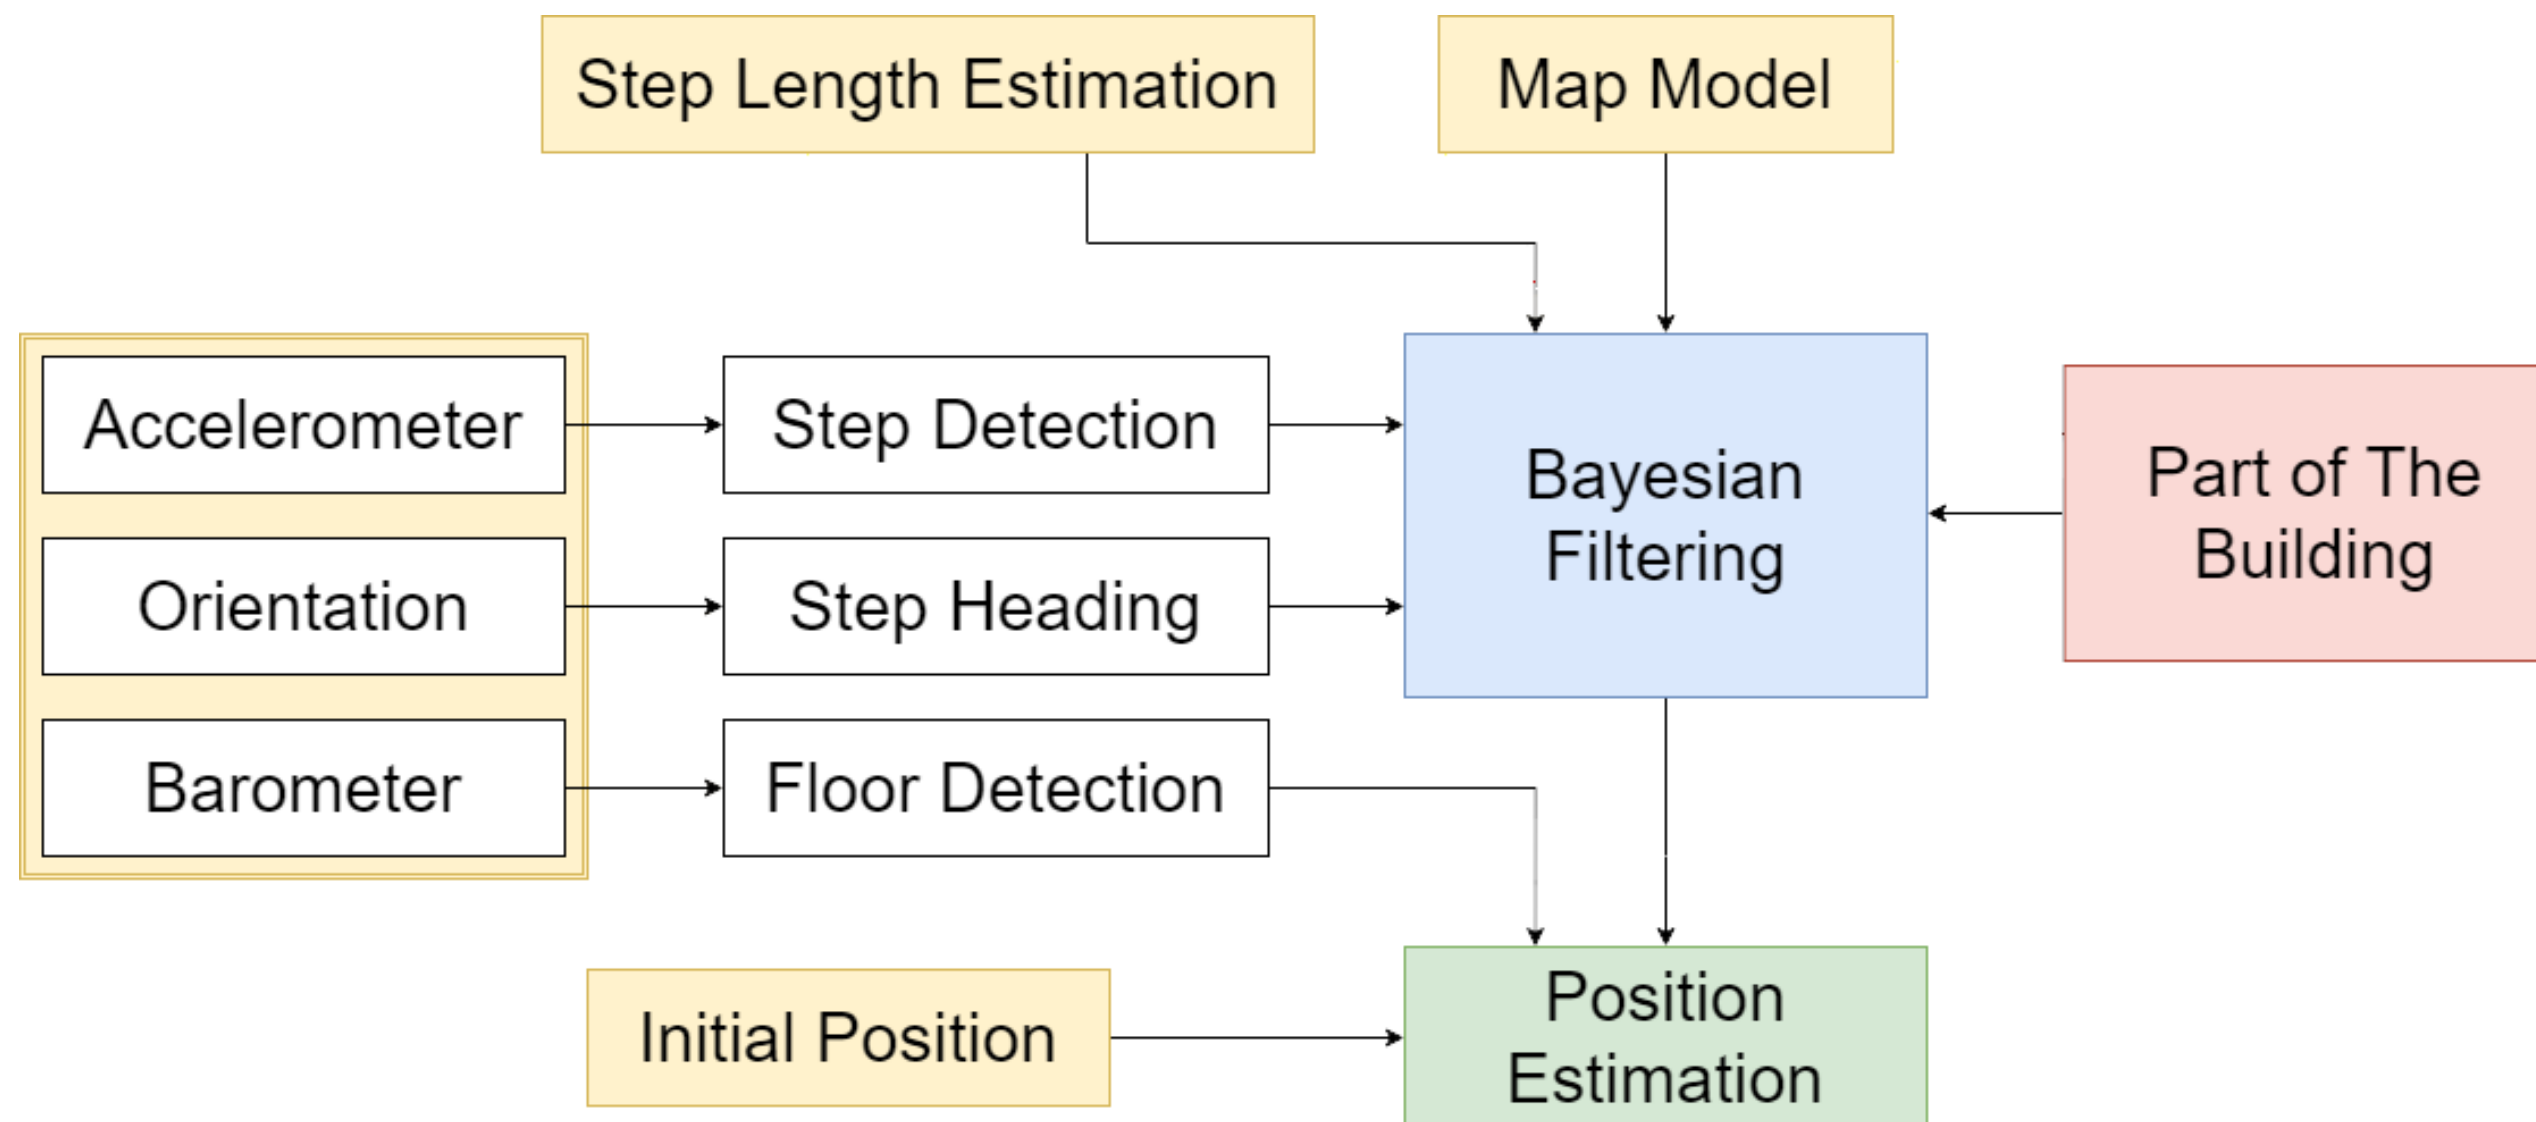 Step Length Estimation
Map Model
Accelerometer
Step Detection
Bayesian
Filtering
Part of The
Building
Orientation
Step Heading
Barometer
Floor Detection
Initial Position
Position
Estimation